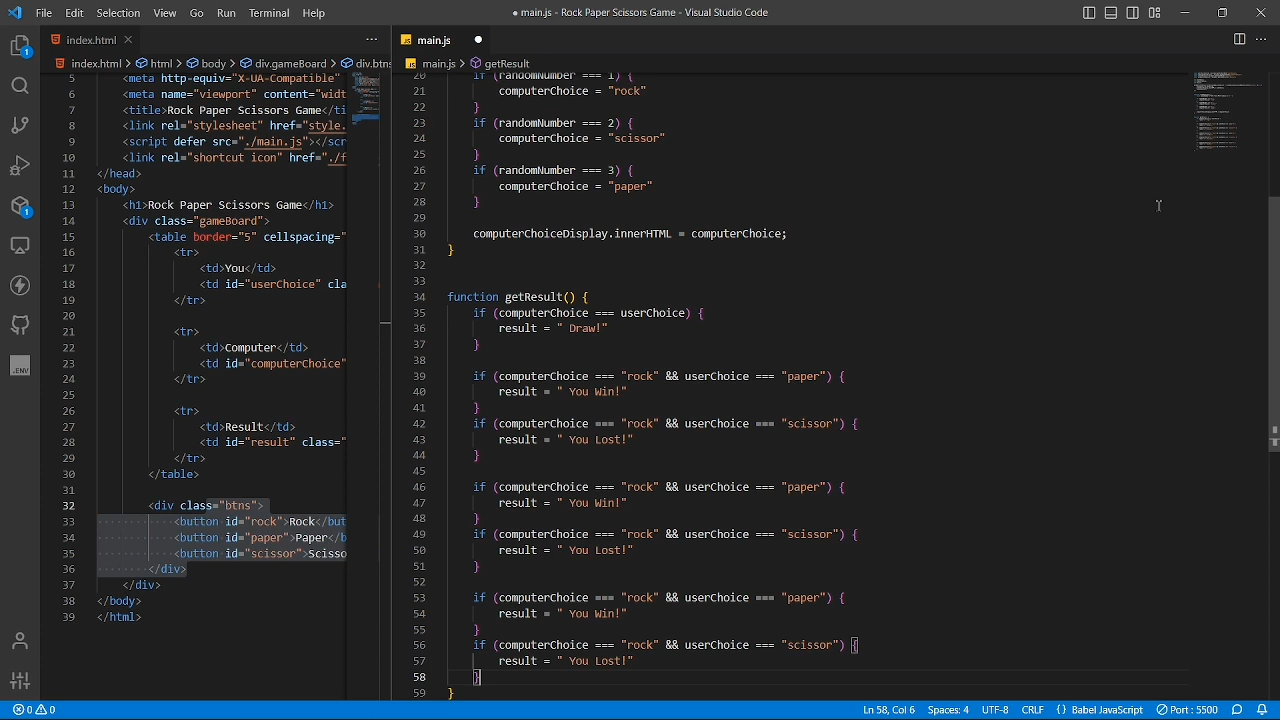 File Edit Selection View Go Run Terminal Help
● main.js - Rock Paper Scissors Game - Visual Studio Code
index.html
index.html > html > body > div.gameBoard > div.btns
5 <meta http-equiv="X-UA-Compatible"
6 <meta name="viewport" content="widt
7 <title>Rock Paper Scissors Game</ti
8 <link rel="stylesheet" href="style.
9 <script defer src="./main.js"></scr
10 <link rel="shortcut icon" href="./f
11 </head>
12 <body>
13 <h1>Rock Paper Scissors Game</h1>
14 <div class="gameBoard">
15 <table border="5" cellspacing="
16 <tr>
17 <td>You</td>
18 <td id="userChoice" cla
19 </tr>
20
21 <tr>
22 <td>Computer</td>
23 <td id="computerChoice"
24 </tr>
25
26 <tr>
27 <td>Result</td>
28 <td id="result" class="
29 </tr>
30 </table>
31
32 <div class="btns">
33 <button id="rock">Rock</but
34 <button id="paper">Paper</b
35 <button id="scissor">Scisso
36 </div>
37 </div>
38 </body>
39 </html>
main.js
main.js > getResult
20 if (randomNumber === 1) {
21 computerChoice = "rock"
22 }
23 if (randomNumber === 2) {
24 computerChoice = "scissor"
25 }
26 if (randomNumber === 3) {
27 computerChoice = "paper"
28 }
29
30 computerChoiceDisplay.innerHTML = computerChoice;
31 }
32
33
34 function getResult() {
35 if (computerChoice === userChoice) {
36 result = " Draw!"
37 }
38
39 if (computerChoice === "rock" && userChoice === "paper") {
40 result = " You Win!"
41 }
42 if (computerChoice === "rock" && userChoice === "scissor") {
43 result = " You Lost!"
44 }
45
46 if (computerChoice === "rock" && userChoice === "paper") {
47 result = " You Win!"
48 }
49 if (computerChoice === "rock" && userChoice === "scissor") {
50 result = " You Lost!"
51 }
52
53 if (computerChoice === "rock" && userChoice === "paper") {
54 result = " You Win!"
55 }
56 if (computerChoice === "rock" && userChoice === "scissor") {
57 result = " You Lost!"
58 }
59 }
1
1
.ENV
0 0
Ln 58, Col 6 Spaces: 4 UTF-8 CRLF {} Babel JavaScript Port : 5500